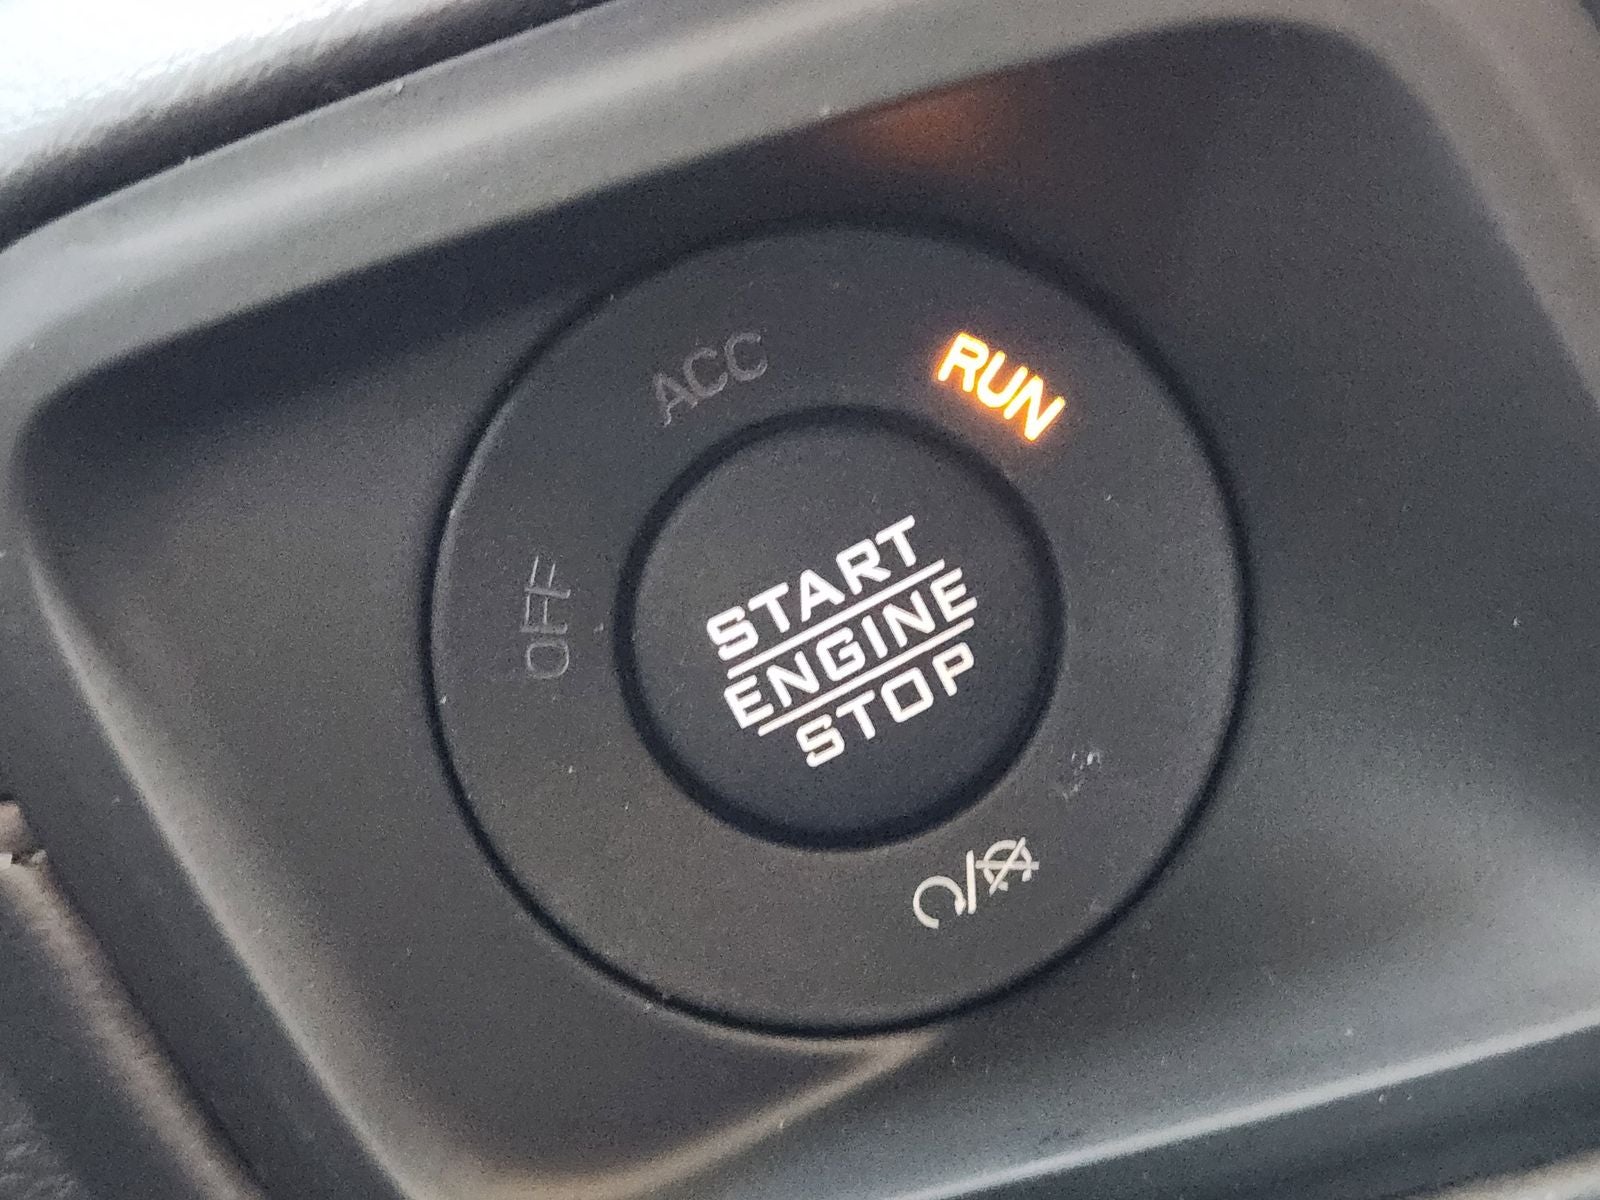 ACC
RUN
OFF
START
ENGINE
STOP